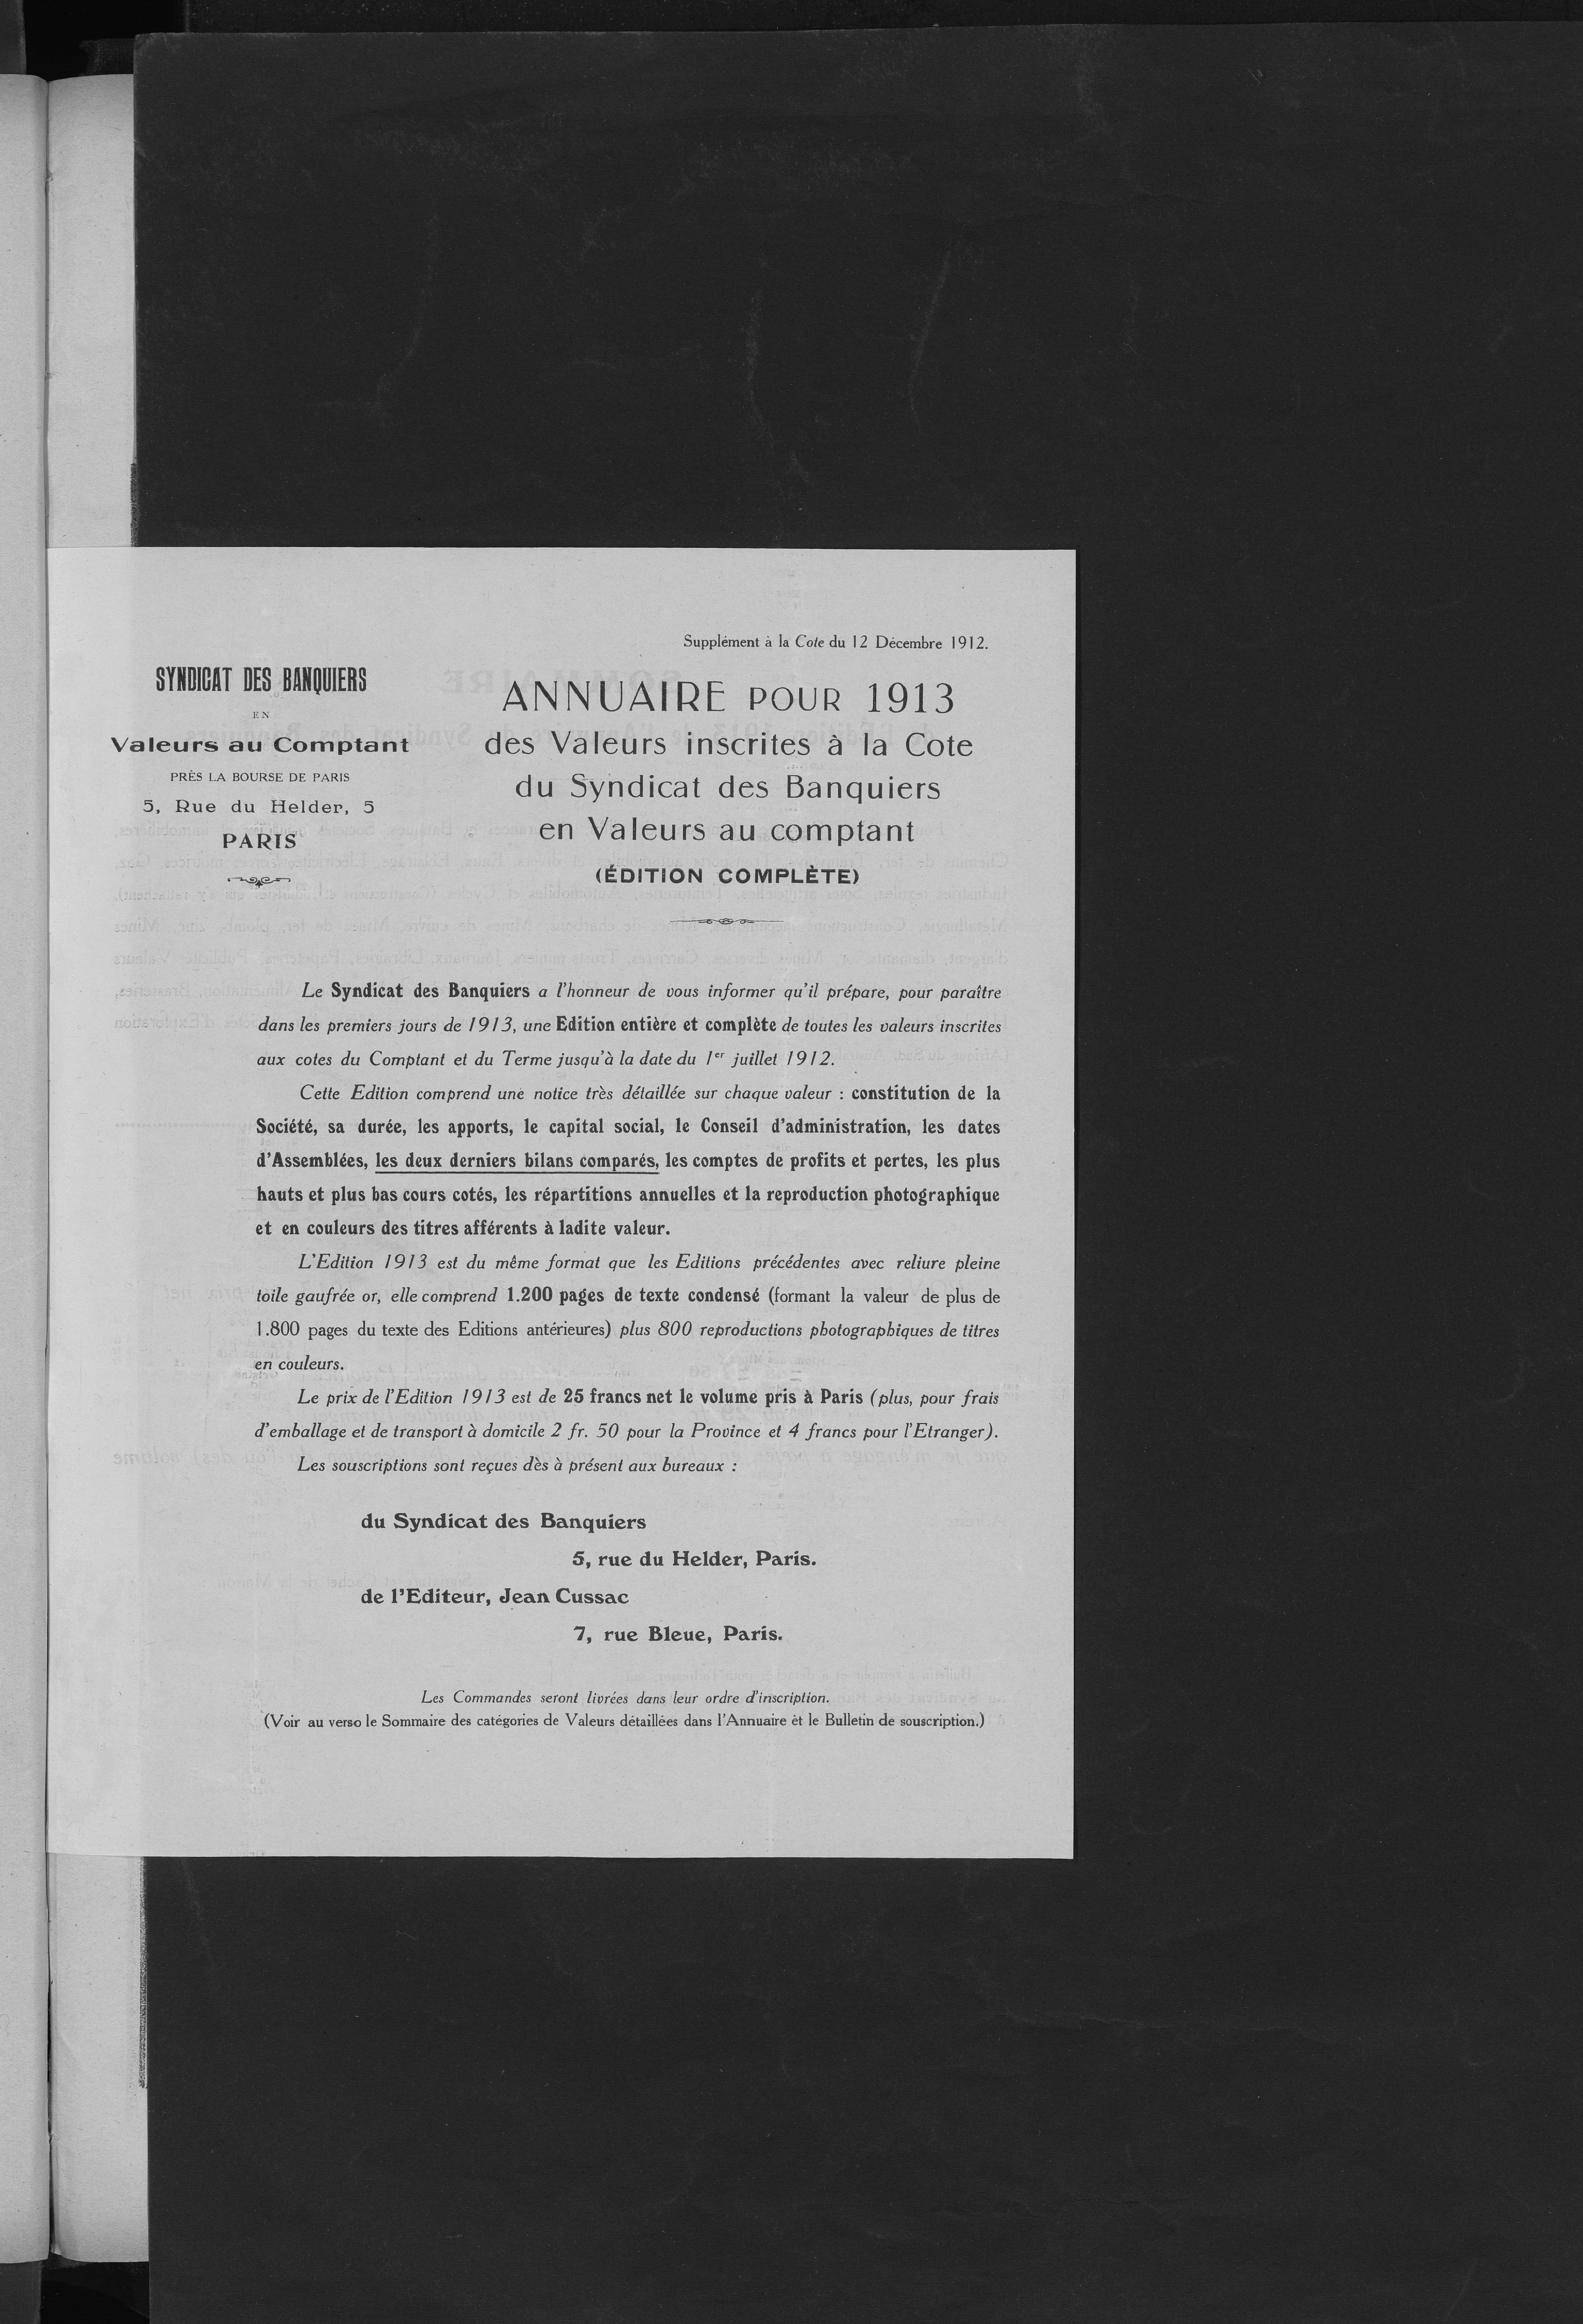 Supplément à la Cote du 12 Décembre 1912.
SYNDICAT DES BANQUIERS
EN
Valeurs au Comptant
PRÈS LA BOURSE DE PARIS
5, Rue du Helder, 5
PARIS
ANNUAIRE POUR 1913
des Valeurs inscrites à la Cote
du Syndicat des Banquiers
en Valeurs au comptant
(ÉDITION COMPLÈTE)
Le Syndicat des Banquiers a l'honneur de vous informer qu'il prépare, pour paraître
dans les premiers jours de 1913, une Edition entière et complète de toutes les valeurs inscrites
aux cotes du Comptant et du Terme jusqu'à la date du 1er juillet 1912.
Cette Edition comprend une notice très détaillée sur chaque valeur : constitution de la
Société, sa durée, les apports, le capital social, le Conseil d'administration, les dates
d'Assemblées, les deux derniers bilans comparés, les comptes de profits et pertes, les plus
hauts et plus bas cours cotés, les répartitions annuelles et la reproduction photographique
et en couleurs des titres afférents à ladite valeur.
L'Edition 1913 est du même format que les Editions précédentes avec reliure pleine
toile gaufrée or, elle comprend 1.200 pages de texte condensé (formant la valeur de plus de
1.800 pages du texte des Editions antérieures) plus 800 reproductions photographiques de titres
en couleurs.
Le prix de l'Edition 1913 est de 25 francs net le volume pris à Paris (plus, pour frais
d'emballage et de transport à domicile 2 fr. 50 pour la Province et 4 francs pour l'Etranger).
Les souscriptions sont reçues dès à présent aux bureaux :
du Syndicat des Banquiers
5, rue du Helder, Paris.
de l'Editeur, Jean Cussac
7, rue Bleue, Paris.
Les Commandes seront livrées dans leur ordre d'inscription.
(Voir au verso le Sommaire des catégories de Valeurs détaillées dans l'Annuaire et le Bulletin de souscription.)